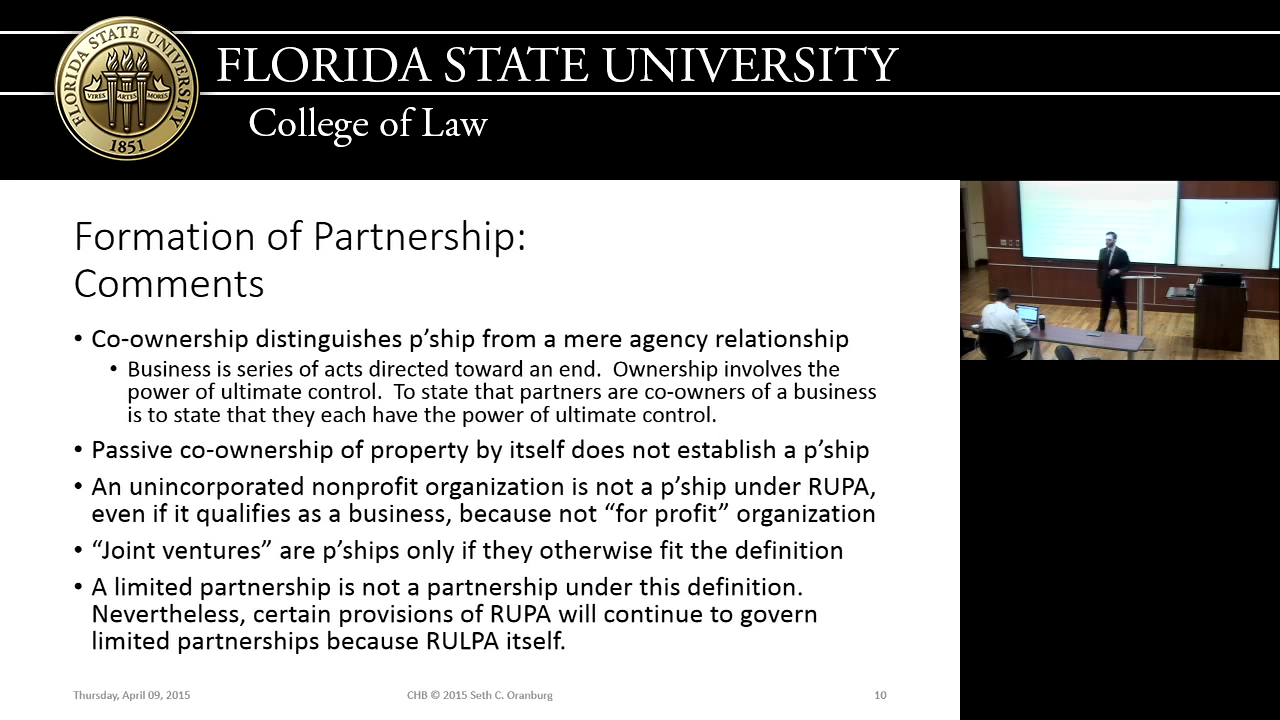 FLORIDA STATE UNIVERSITY
College of Law
FLORIDA STATE UNIVERSITY
VIRES ARTES MORES
1851
Formation of Partnership:
Comments
• Co-ownership distinguishes p’ship from a mere agency relationship
• Business is series of acts directed toward an end. Ownership involves the
power of ultimate control. To state that partners are co-owners of a business
is to state that they each have the power of ultimate control.
• Passive co-ownership of property by itself does not establish a p’ship
• An unincorporated nonprofit organization is not a p’ship under RUPA,
even if it qualifies as a business, because not “for profit” organization
• “Joint ventures” are p’ships only if they otherwise fit the definition
• A limited partnership is not a partnership under this definition.
Nevertheless, certain provisions of RUPA will continue to govern
limited partnerships because RULPA itself.
Thursday, April 09, 2015
CHB © 2015 Seth C. Oranburg
10